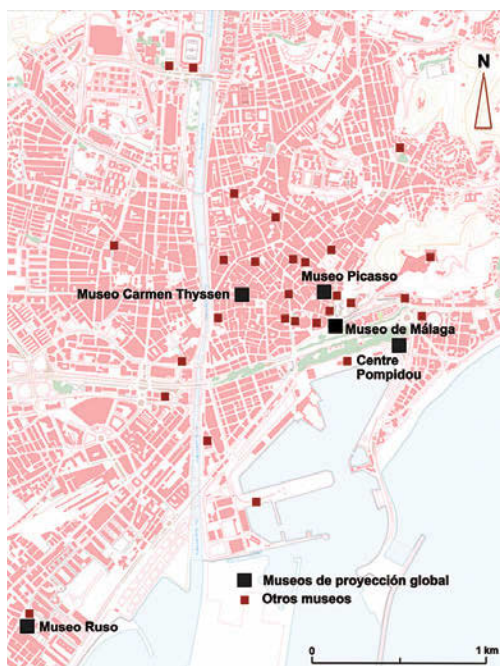 N
Museo Picasso
Museo Carmen Thyssen
Museo de Málaga
Centre
Pompidou
Museos de proyección global
Otros museos
Museo Ruso
0 1 km